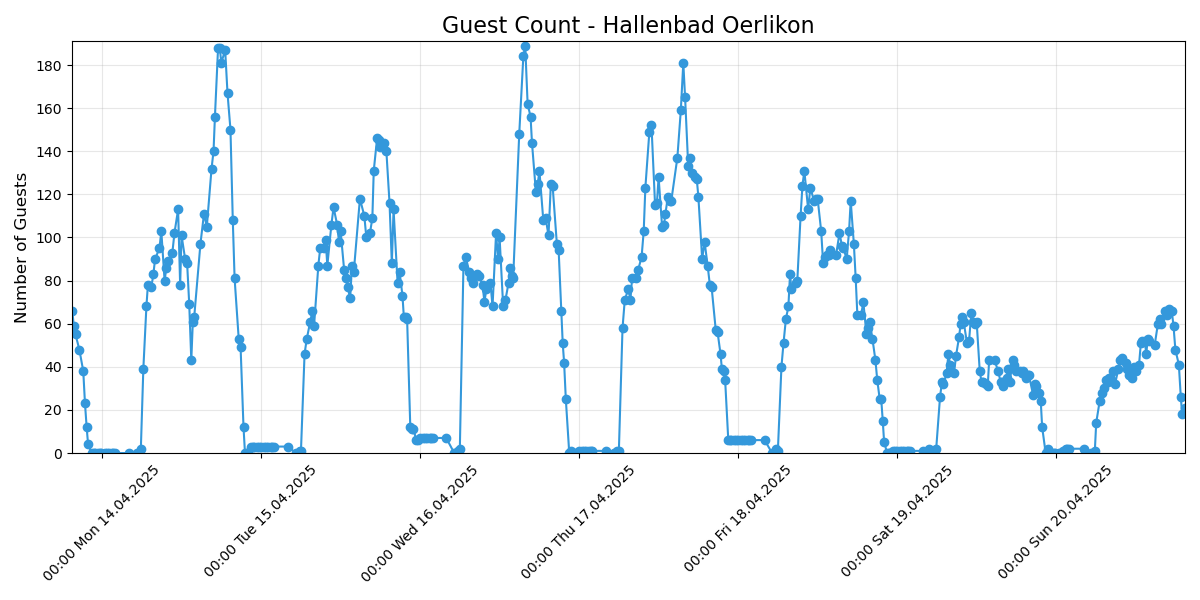 Guest Count - Hallenbad Oerlikon
Number of Guests
180
160
140
120
100
80
60
40
20
0
00:00 Mon 14.04.2025
00:00 Tue 15.04.2025
00:00 Wed 16.04.2025
00:00 Thu 17.04.2025
00:00 Fri 18.04.2025
00:00 Sat 19.04.2025
00:00 Sun 20.04.2025